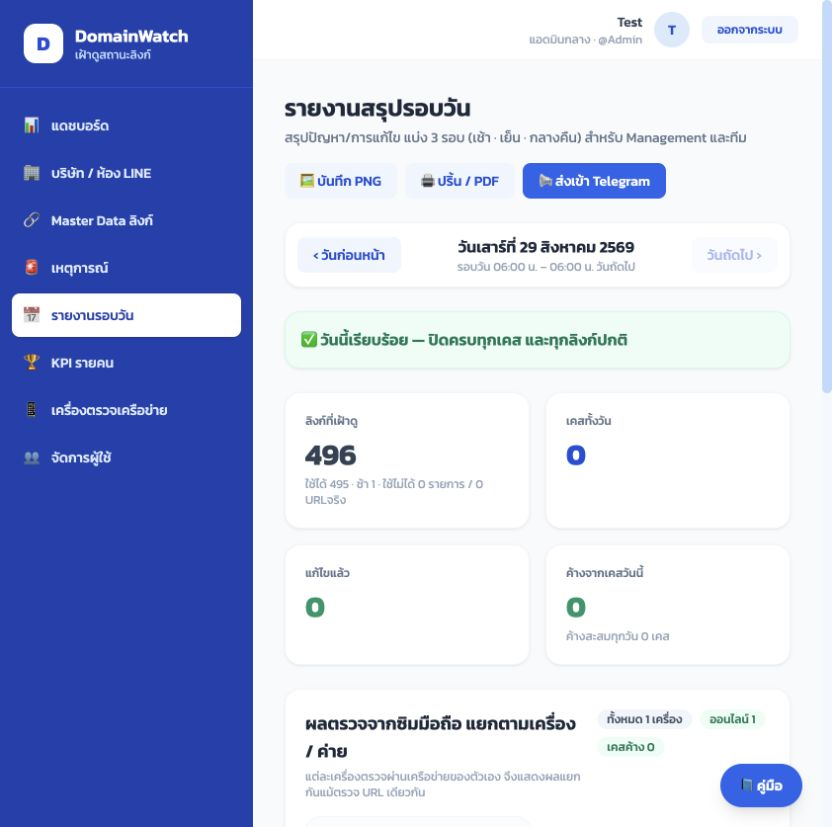 D
DomainWatch
เฝ้าดูสถานะลิงก์
แดชบอร์ด
บริษัท / ห้อง LINE
Master Data ลิงก์
เหตุการณ์
รายงานรอบวัน
KPI รายคน
เครื่องตรวจเครือข่าย
จัดการผู้ใช้
Test
แอดมินกลาง · @Admin
T
ออกจากระบบ
รายงานสรุปรอบวัน
สรุปปัญหา/การแก้ไข แบ่ง 3 รอบ (เช้า · เย็น · กลางคืน) สำหรับ Management และทีม
บันทึก PNG
ปริ้น / PDF
ส่งเข้า Telegram
‹ วันก่อนหน้า
วันเสาร์ที่ 29 สิงหาคม 2569
รอบวัน 06:00 น. – 06:00 น. วันถัดไป
วันถัดไป ›
✅ วันนี้เรียบร้อย — ปิดครบทุกเคส และทุกลิงก์ปกติ
ลิงก์ที่เฝ้าดู
496
ใช้ได้ 495 · ช้า 1 · ใช้ไม่ได้ 0 รายการ / 0
URLจริง
เคสทั้งวัน
0
แก้ไขแล้ว
0
ค้างจากเคสวันนี้
0
ค้างสะสมทุกวัน 0 เคส
ผลตรวจจากซิมมือถือ แยกตามเครื่อง
/ ค่าย
แต่ละเครื่องตรวจผ่านเครือข่ายของตัวเอง จึงแสดงผลแยก
กันแม้ตรวจ URL เดียวกัน
ทั้งหมด 1 เครื่อง
ออนไลน์ 1
เคสค้าง 0
คู่มือ